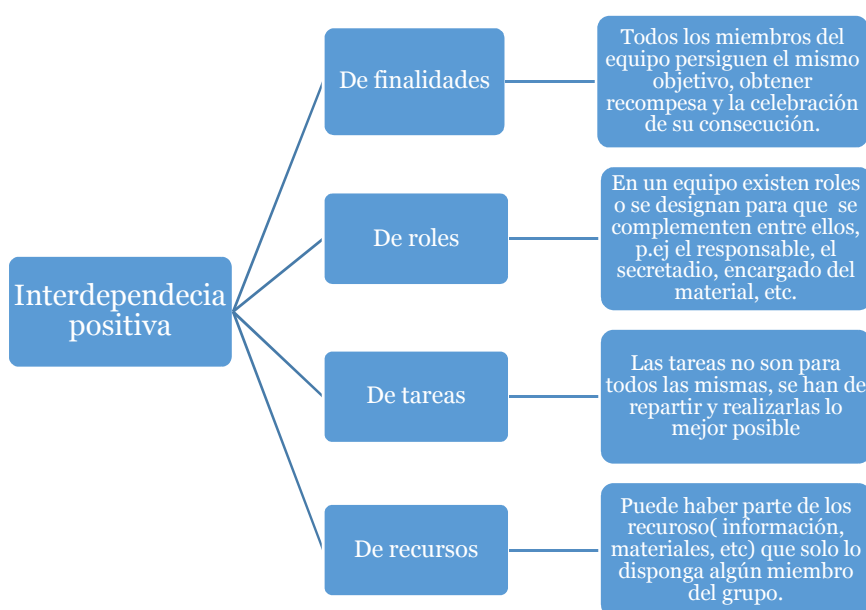 Interdependecia
positiva
De finalidades
Todos los miembros del
equipo persiguen el mismo
objetivo, obtener
recompesa y la celebración
de su consecución.
De roles
En un equipo existen roles
o se designan para que  se
complementen entre ellos,
p.ej el responsable, el
secretadio, encargado del
material, etc.
De tareas
Las tareas no son para
todos las mismas, se han de
repartir y realizarlas lo
mejor posible
De recursos
Puede haber parte de los
recuroso( información,
materiales, etc) que solo lo
disponga algún miembro
del grupo.